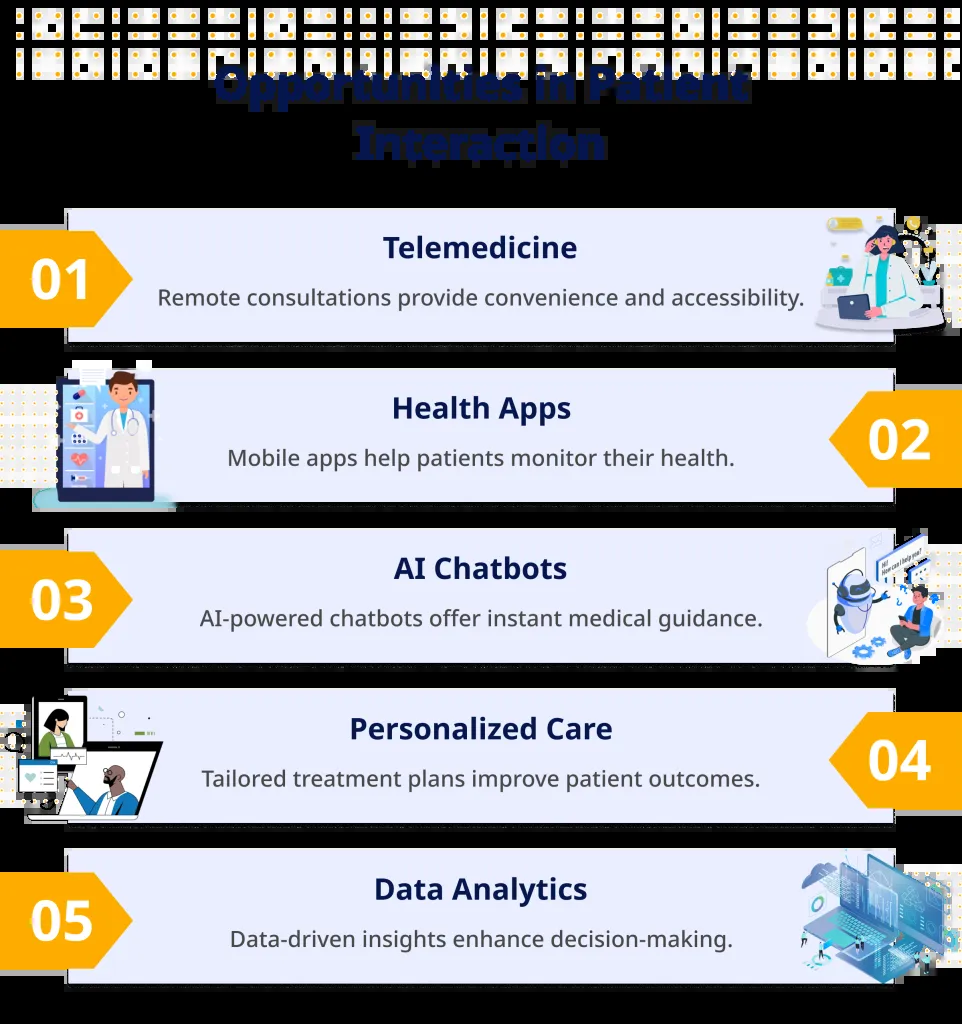 Opportunities in Patient
Interaction
01
Telemedicine
Remote consultations provide convenience and accessibility.
Health Apps
02
Mobile apps help patients monitor their health.
03
AI Chatbots
AI-powered chatbots offer instant medical guidance.
Hi!
How can I help you?
Personalized Care
04
Tailored treatment plans improve patient outcomes.
05
Data Analytics
Data-driven insights enhance decision-making.